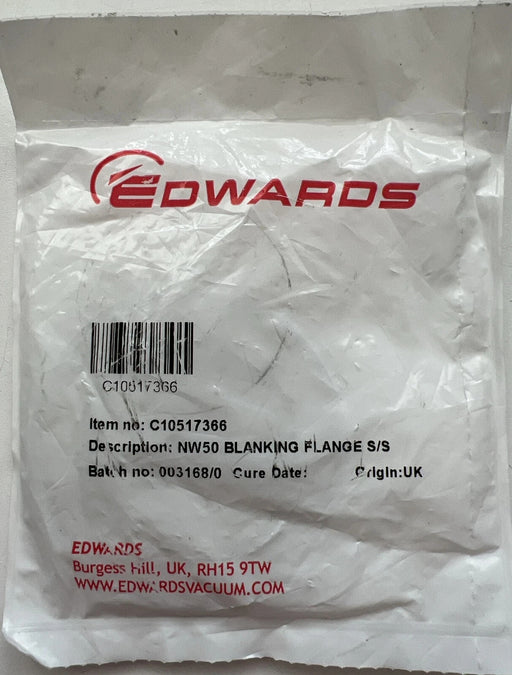 EDWARDS
C10517366
Item no: C10517366
Description: NW50 BLANKING FLANGE S/S
Batch no: 003168/0 Cure Date: Origin:UK
EDWARDS
Burgess Hill, UK, RH15 9TW
WWW.EDWARDSVACUUM.COM